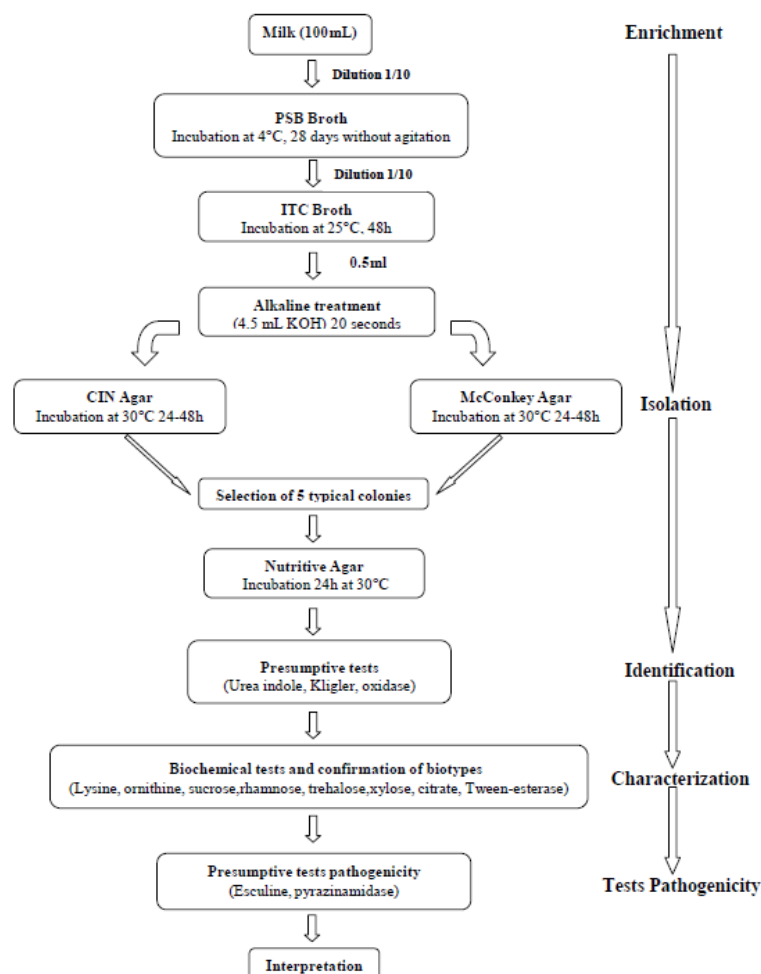 Milk (100mL)
Enrichment
Dilution 1/10
PSB Broth
Incubation at 4°C, 28 days without agitation
Dilution 1/10
ITC Broth
Incubation at 25°C, 48h
0.5ml
Alkaline treatment
(4.5 mL KOH) 20 seconds
CIN Agar
Incubation at 30°C 24-48h
McConkey Agar
Incubation at 30°C 24-48h
Isolation
Selection of 5 typical colonies
Nutritive Agar
Incubation 24h at 30°C
Presumptive tests
(Urea indole, Kligler, oxidase)
Identification
Biochemical tests and confirmation of biotypes
(Lysine, ornithine, sucrose,rhamnose, trehalose,xylose, citrate, Tween-esterase)
Characterization
Presumptive tests pathogenicity
(Esculine, pyrazinamidase)
Tests Pathogenicity
Interpretation